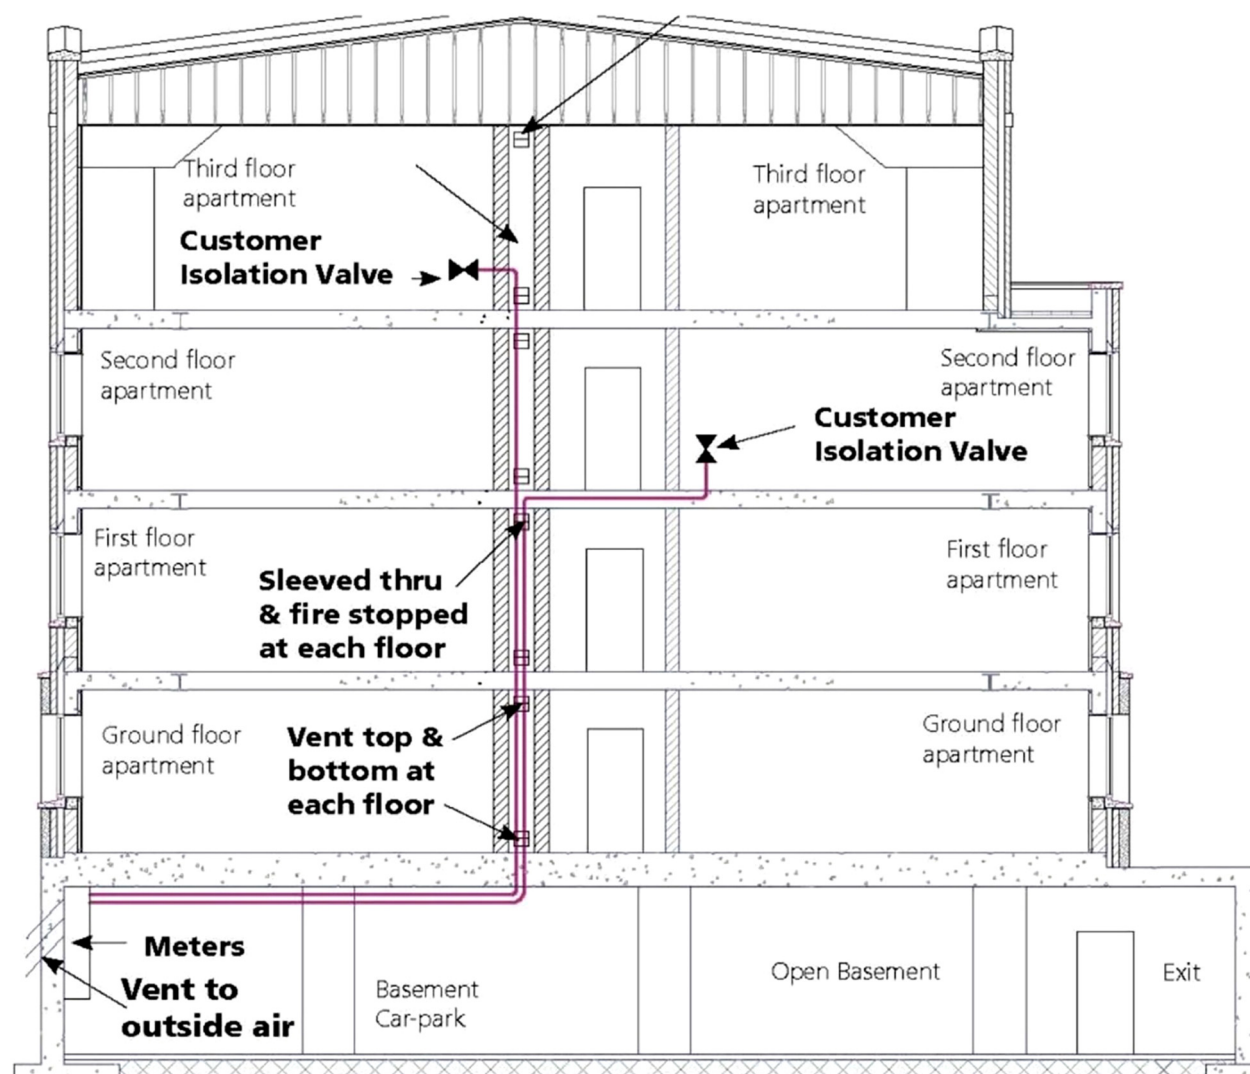 Third floor
apartment
Third floor
apartment
Customer
Isolation Valve
Second floor
apartment
Second floor
apartment
Customer
Isolation Valve
First floor
apartment
First floor
apartment
Sleeved thru
& fire stopped
at each floor
Ground floor
apartment
Vent top &
bottom at
each floor
Ground floor
apartment
Meters
Vent to
outside air
Basement
Car-park
Open Basement
Exit